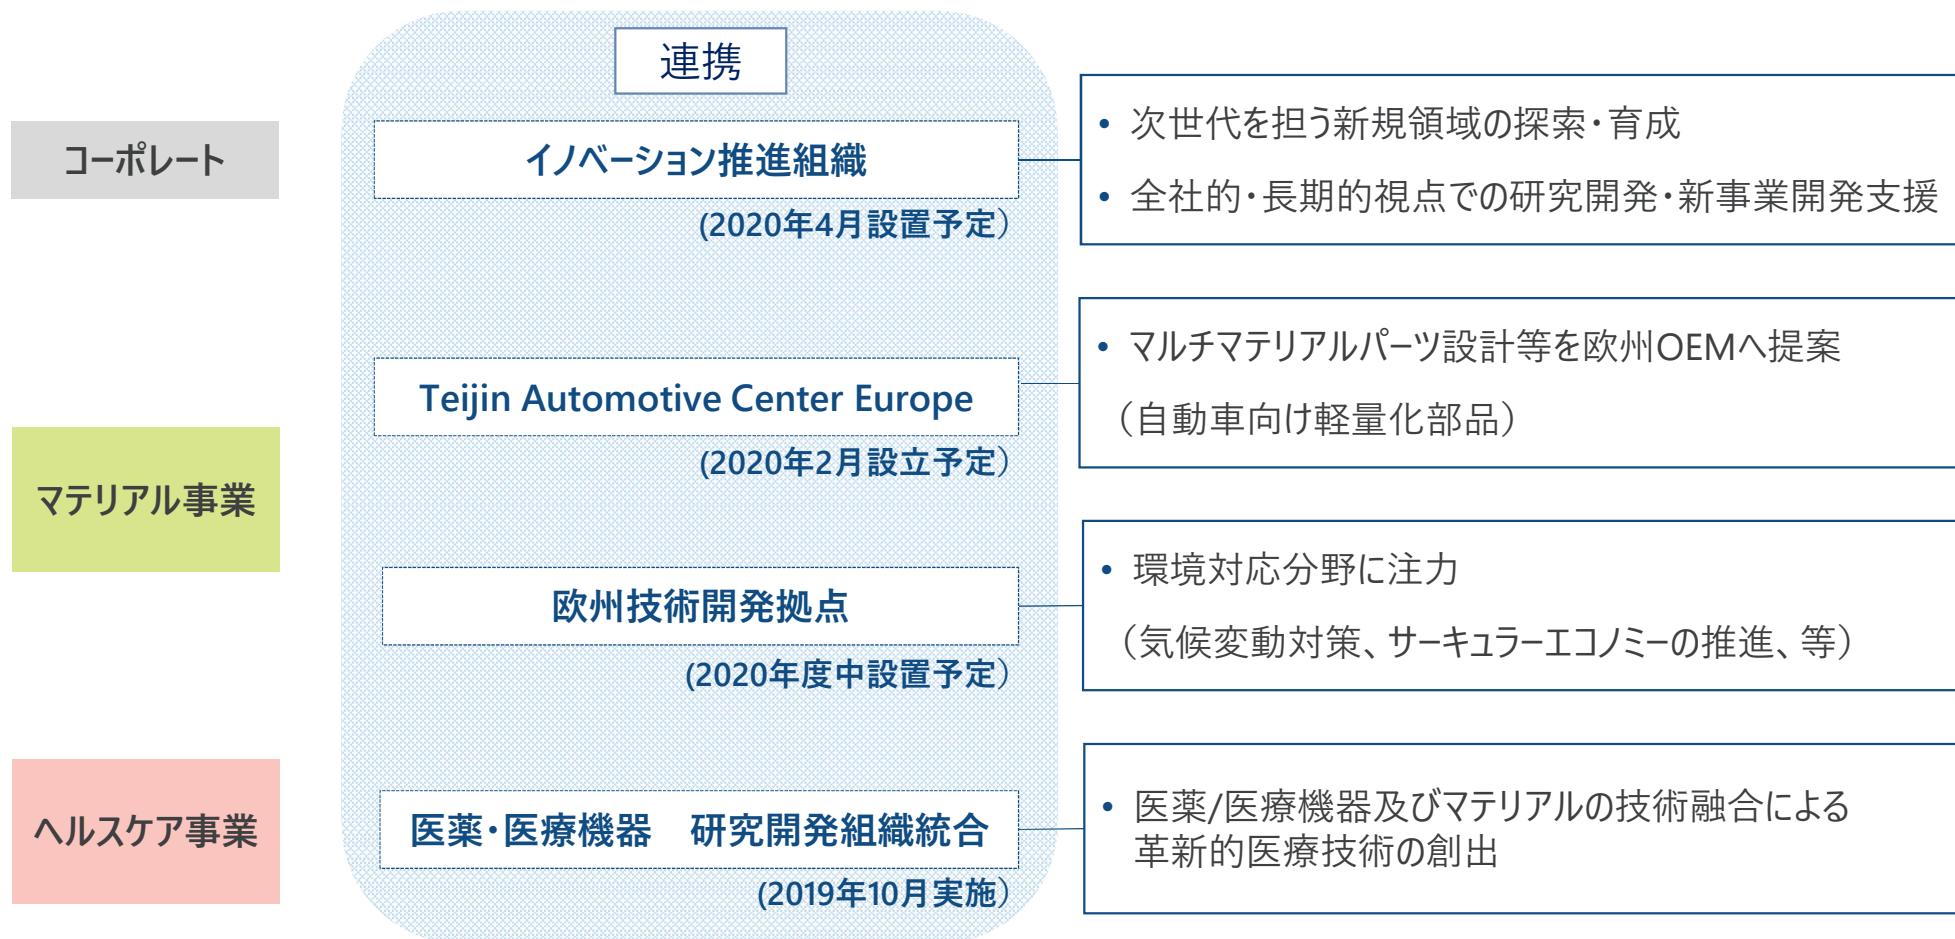 連携
コーポレート
イノベーション推進組織
(2020年4月設置予定）
• 次世代を担う新規領域の探索・育成
• 全社的・長期的視点での研究開発・新事業開発支援
マテリアル事業
Teijin Automotive Center Europe
(2020年2月設立予定）
• マルチマテリアルパーツ設計等を欧州OEMへ提案
（自動車向け軽量化部品）
欧州技術開発拠点
(2020年度中設置予定）
• 環境対応分野に注力
（気候変動対策、サーキュラーエコノミーの推進、等）
ヘルスケア事業
医薬・医療機器　研究開発組織統合
(2019年10月実施）
• 医薬/医療機器及びマテリアルの技術融合による
革新的医療技術の創出